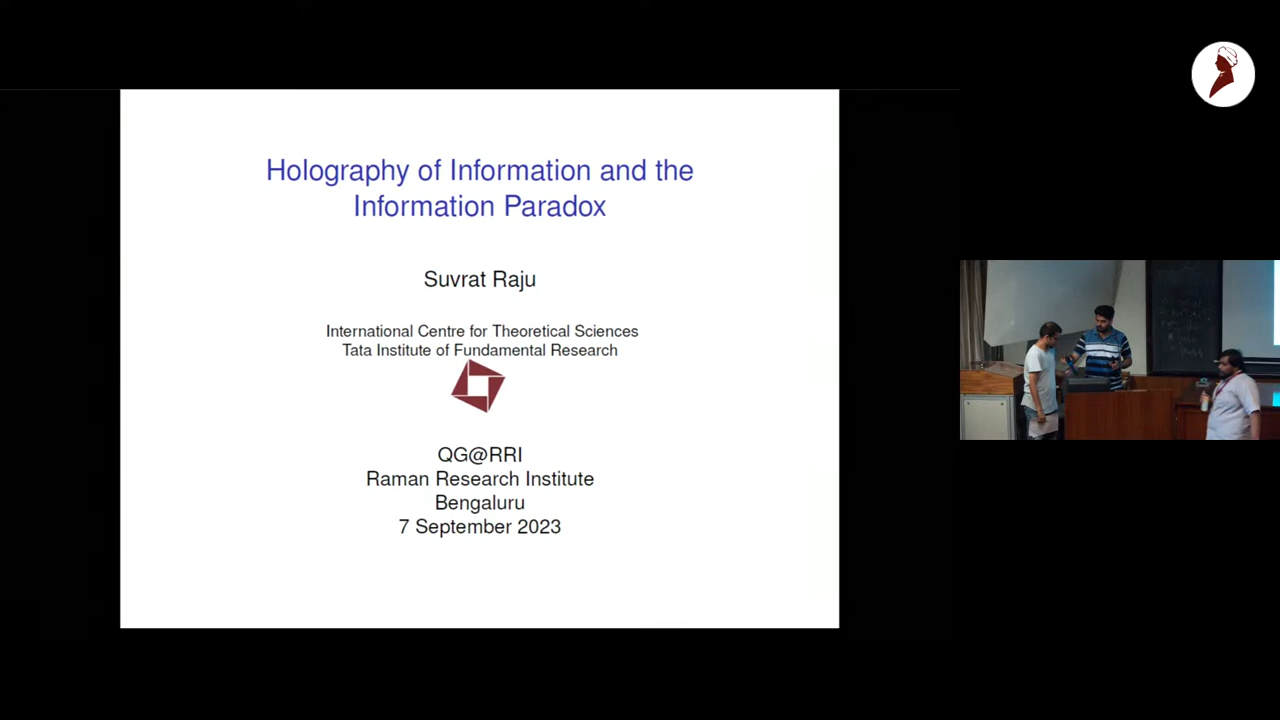 Holography of Information and the
Information Paradox
Suvrat Raju
International Centre for Theoretical Sciences
Tata Institute of Fundamental Research
QG@RRI
Raman Research Institute
Bengaluru
7 September 2023